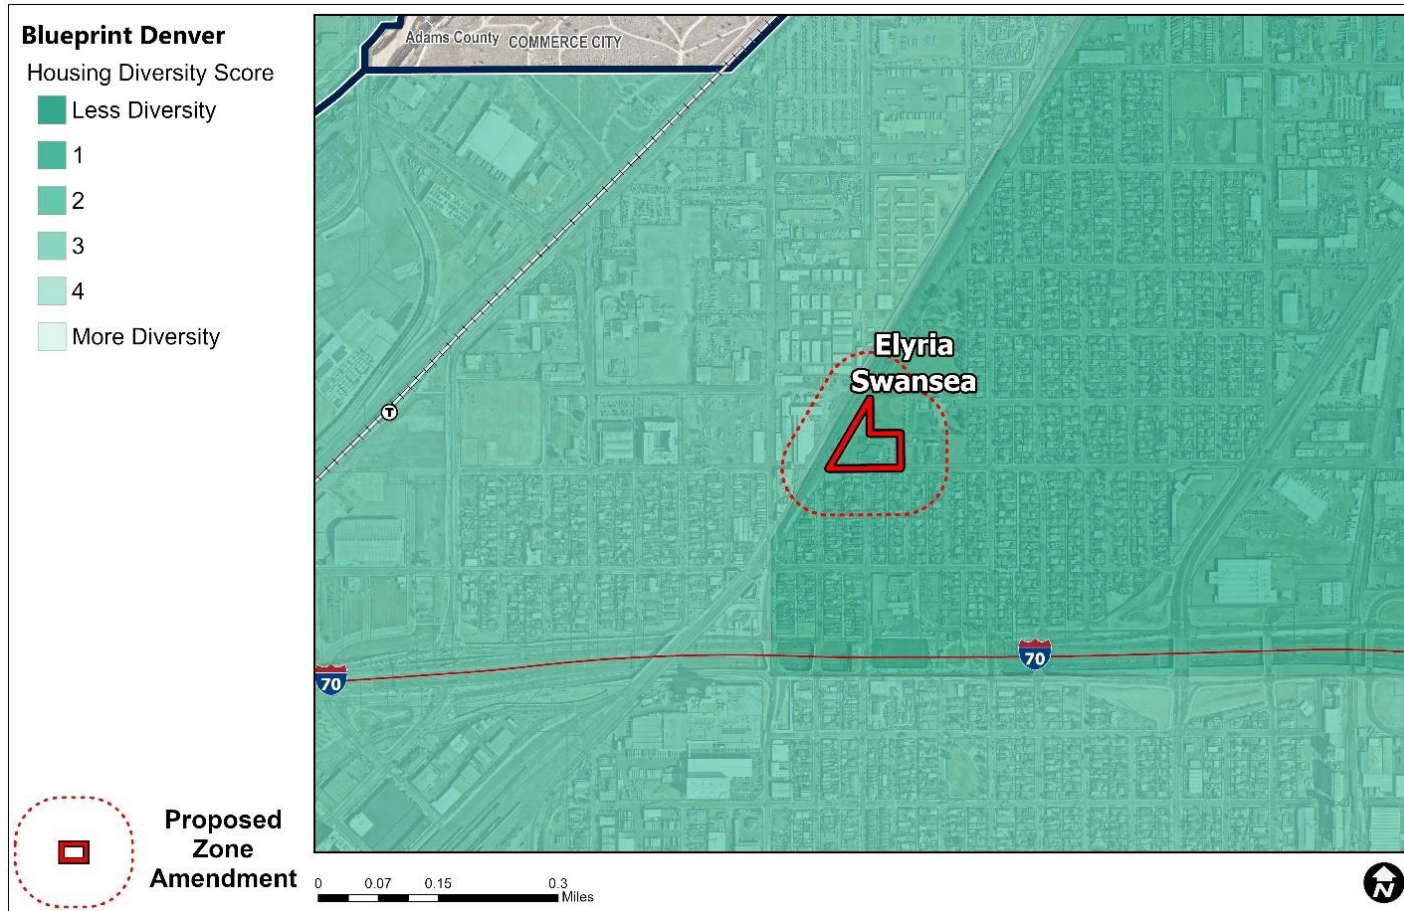 Blueprint Denver
Housing Diversity Score
Less Diversity
1
2
3
4
More Diversity
Adams County
COMMERCE CITY
T
Elyria
Swansea
70
70
Proposed
Zone
Amendment
0 0.07 0.15 0.3
Miles
N